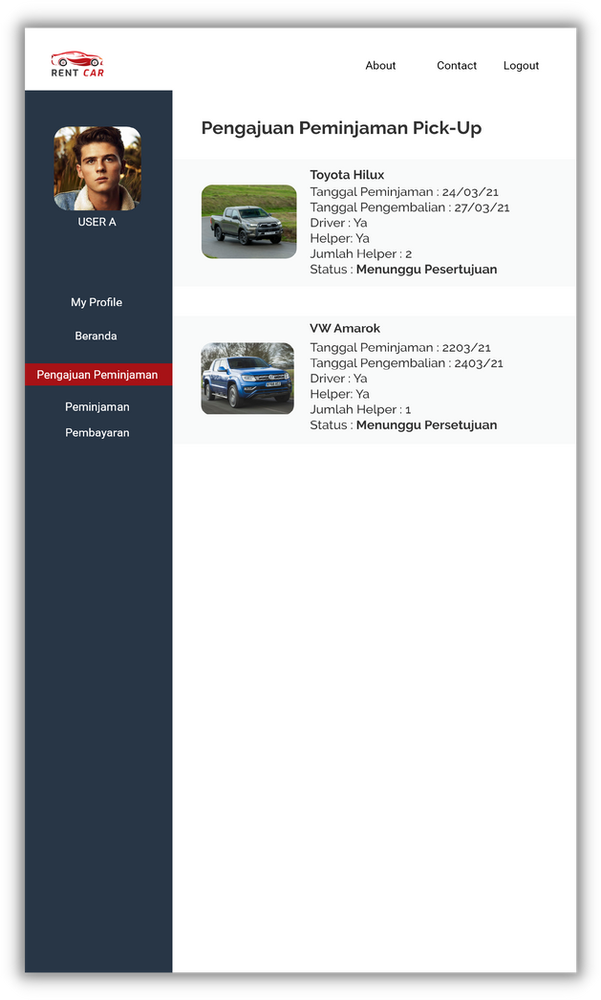 RENT CAR
About
Contact
Logout
USER A
My Profile
Beranda
Pengajuan Peminjaman
Peminjaman
Pembayaran
Pengajuan Peminjaman Pick-Up
Toyota Hilux
Tanggal Peminjaman : 24/03/21
Tanggal Pengembalian : 27/03/21
Driver : Ya
Helper: Ya
Jumlah Helper : 2
Status : Menunggu Pesertujuan
VW Amarok
Tanggal Peminjaman : 2203/21
Tanggal Pengembalian : 2403/21
Driver : Ya
Helper: Ya
Jumlah Helper : 1
Status : Menunggu Persetujuan